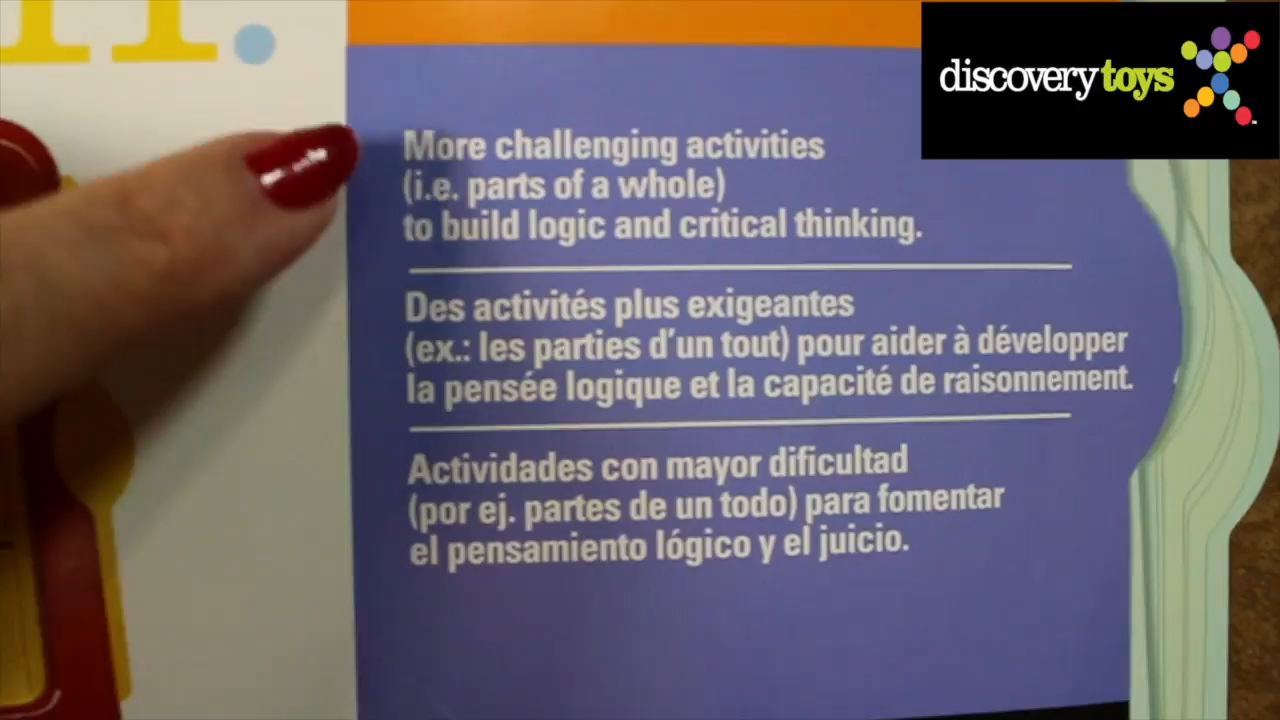 discovery toys
More challenging activities
(i.e. parts of a whole)
to build logic and critical thinking.
Des activités plus exigeantes
(ex.: les parties d'un tout) pour aider à développer
la pensée logique et la capacité de raisonnement.
Actividades con mayor dificultad
(por ej. partes de un todo) para fomentar
el pensamiento lógico y el juicio.